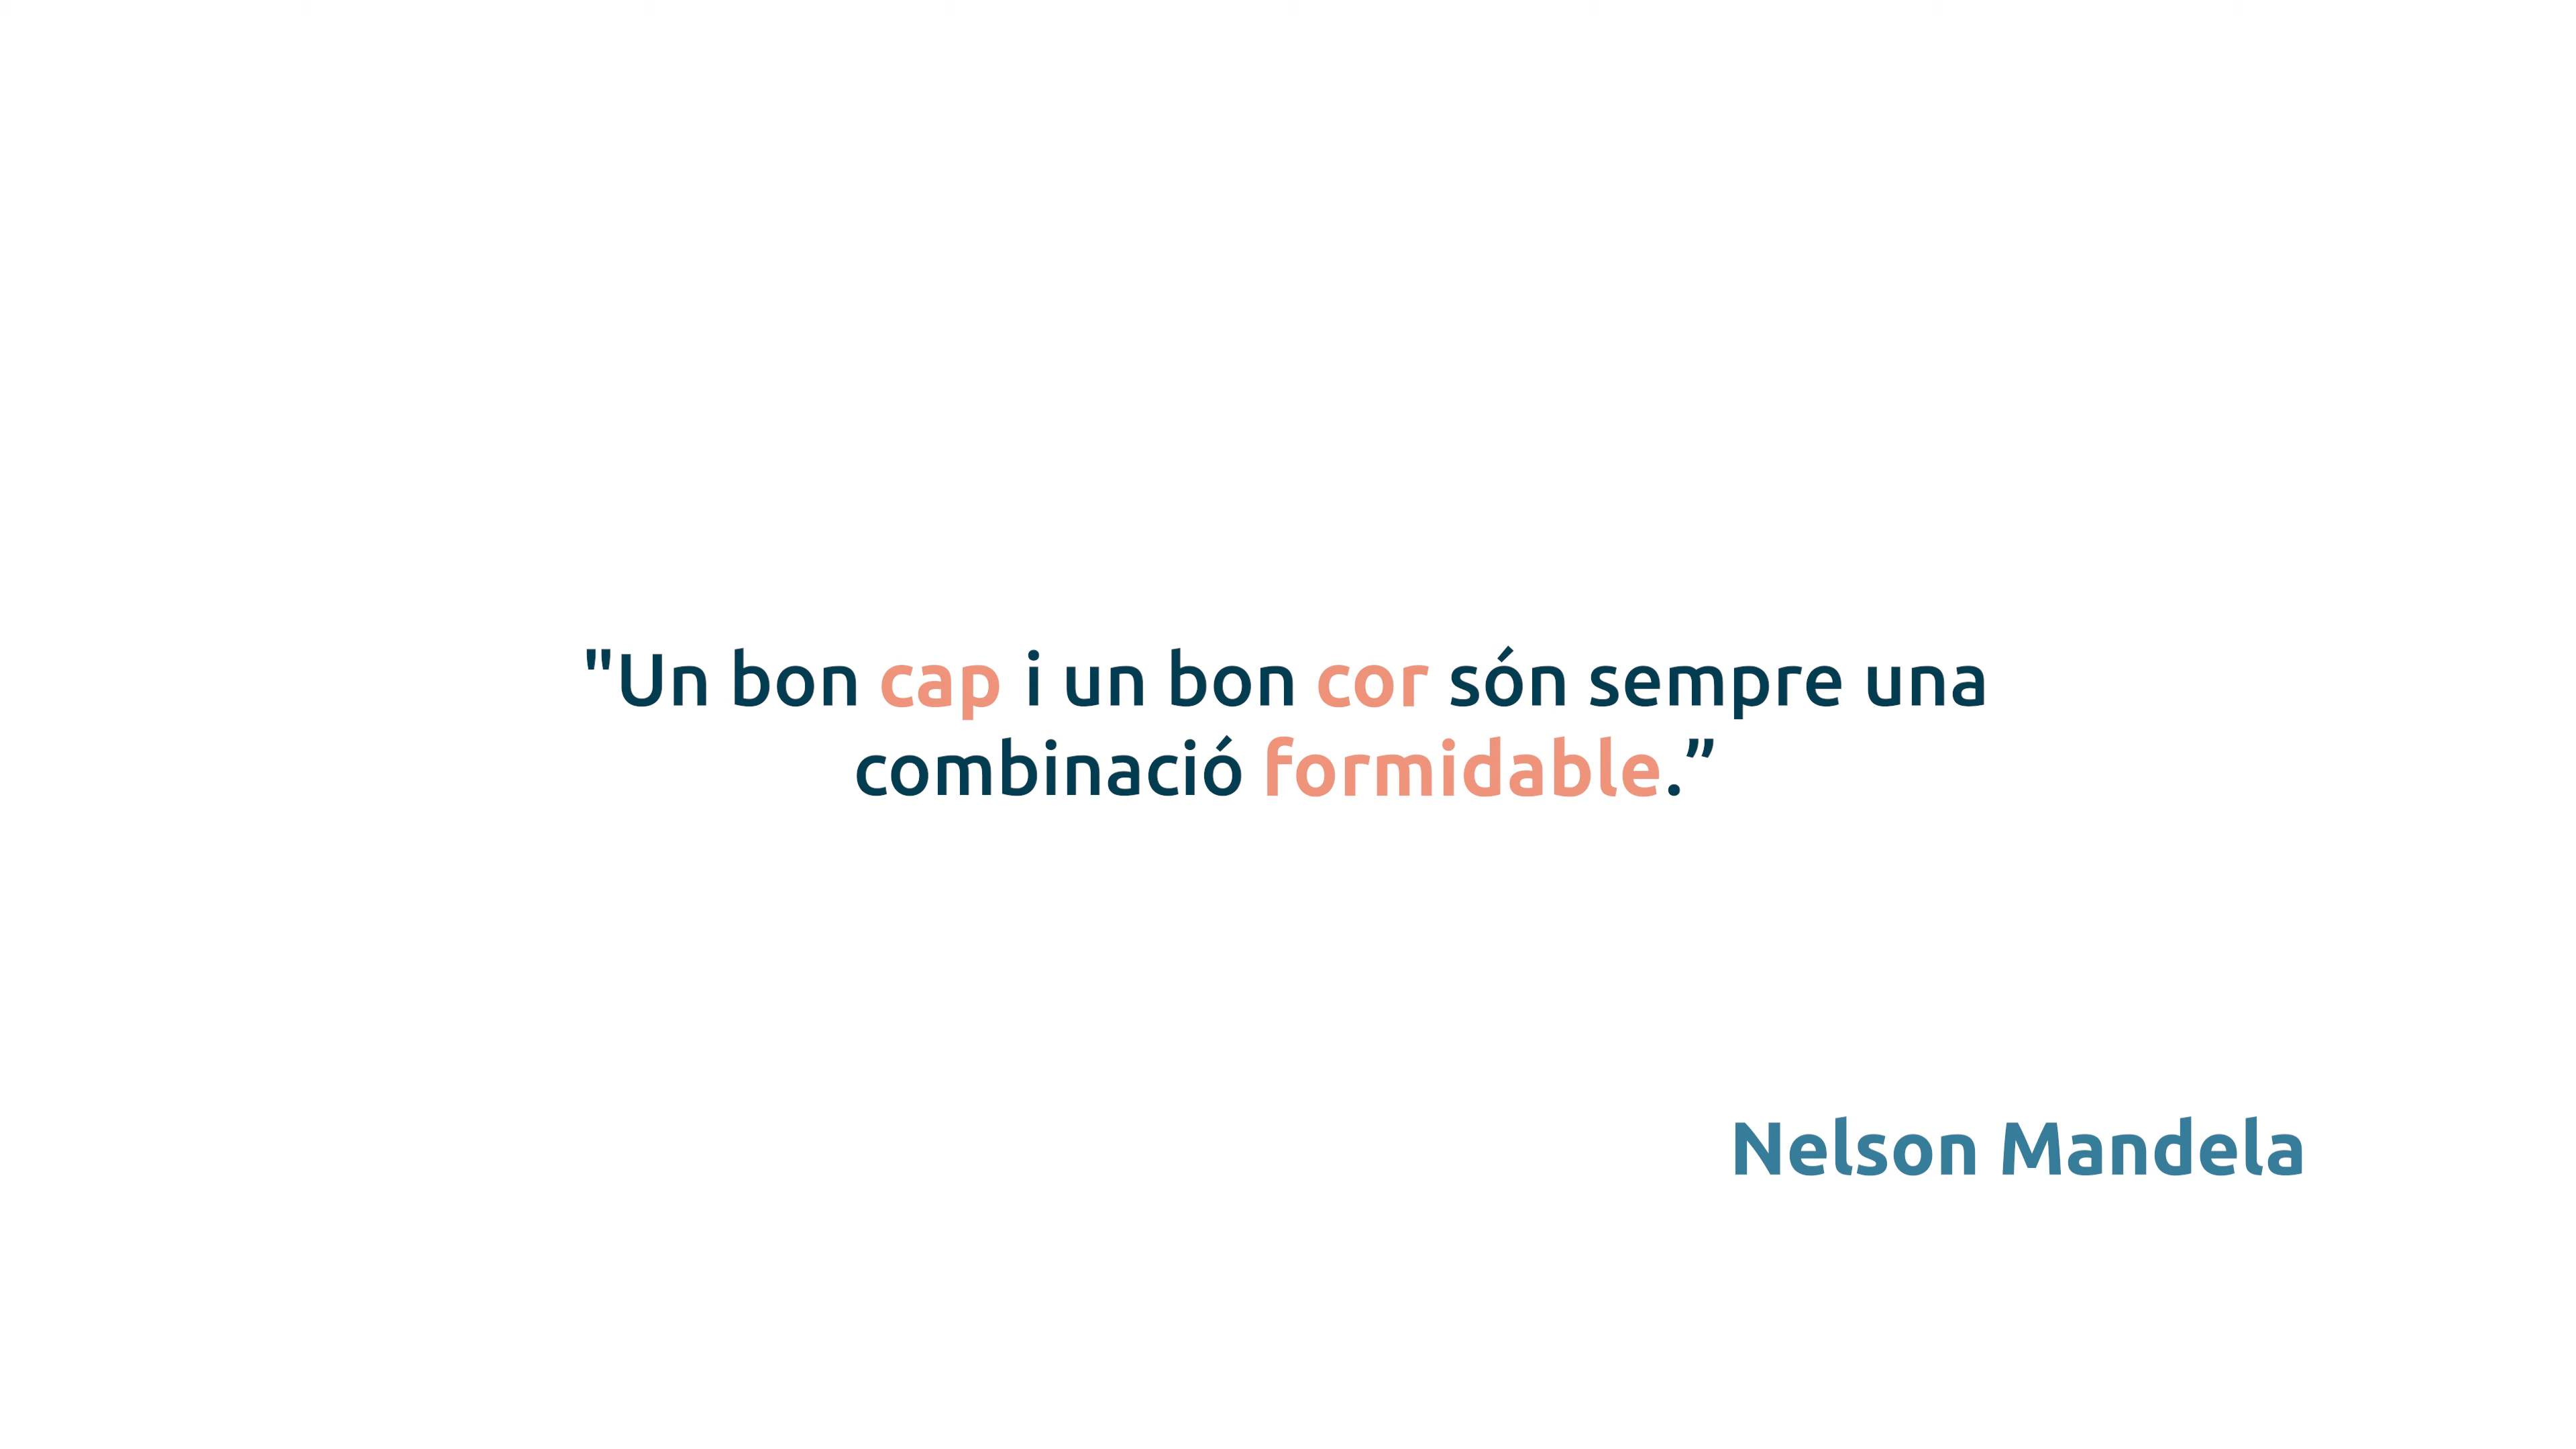 "Un bon cap i un bon cor són sempre una
combinació formidable.”
Nelson Mandela